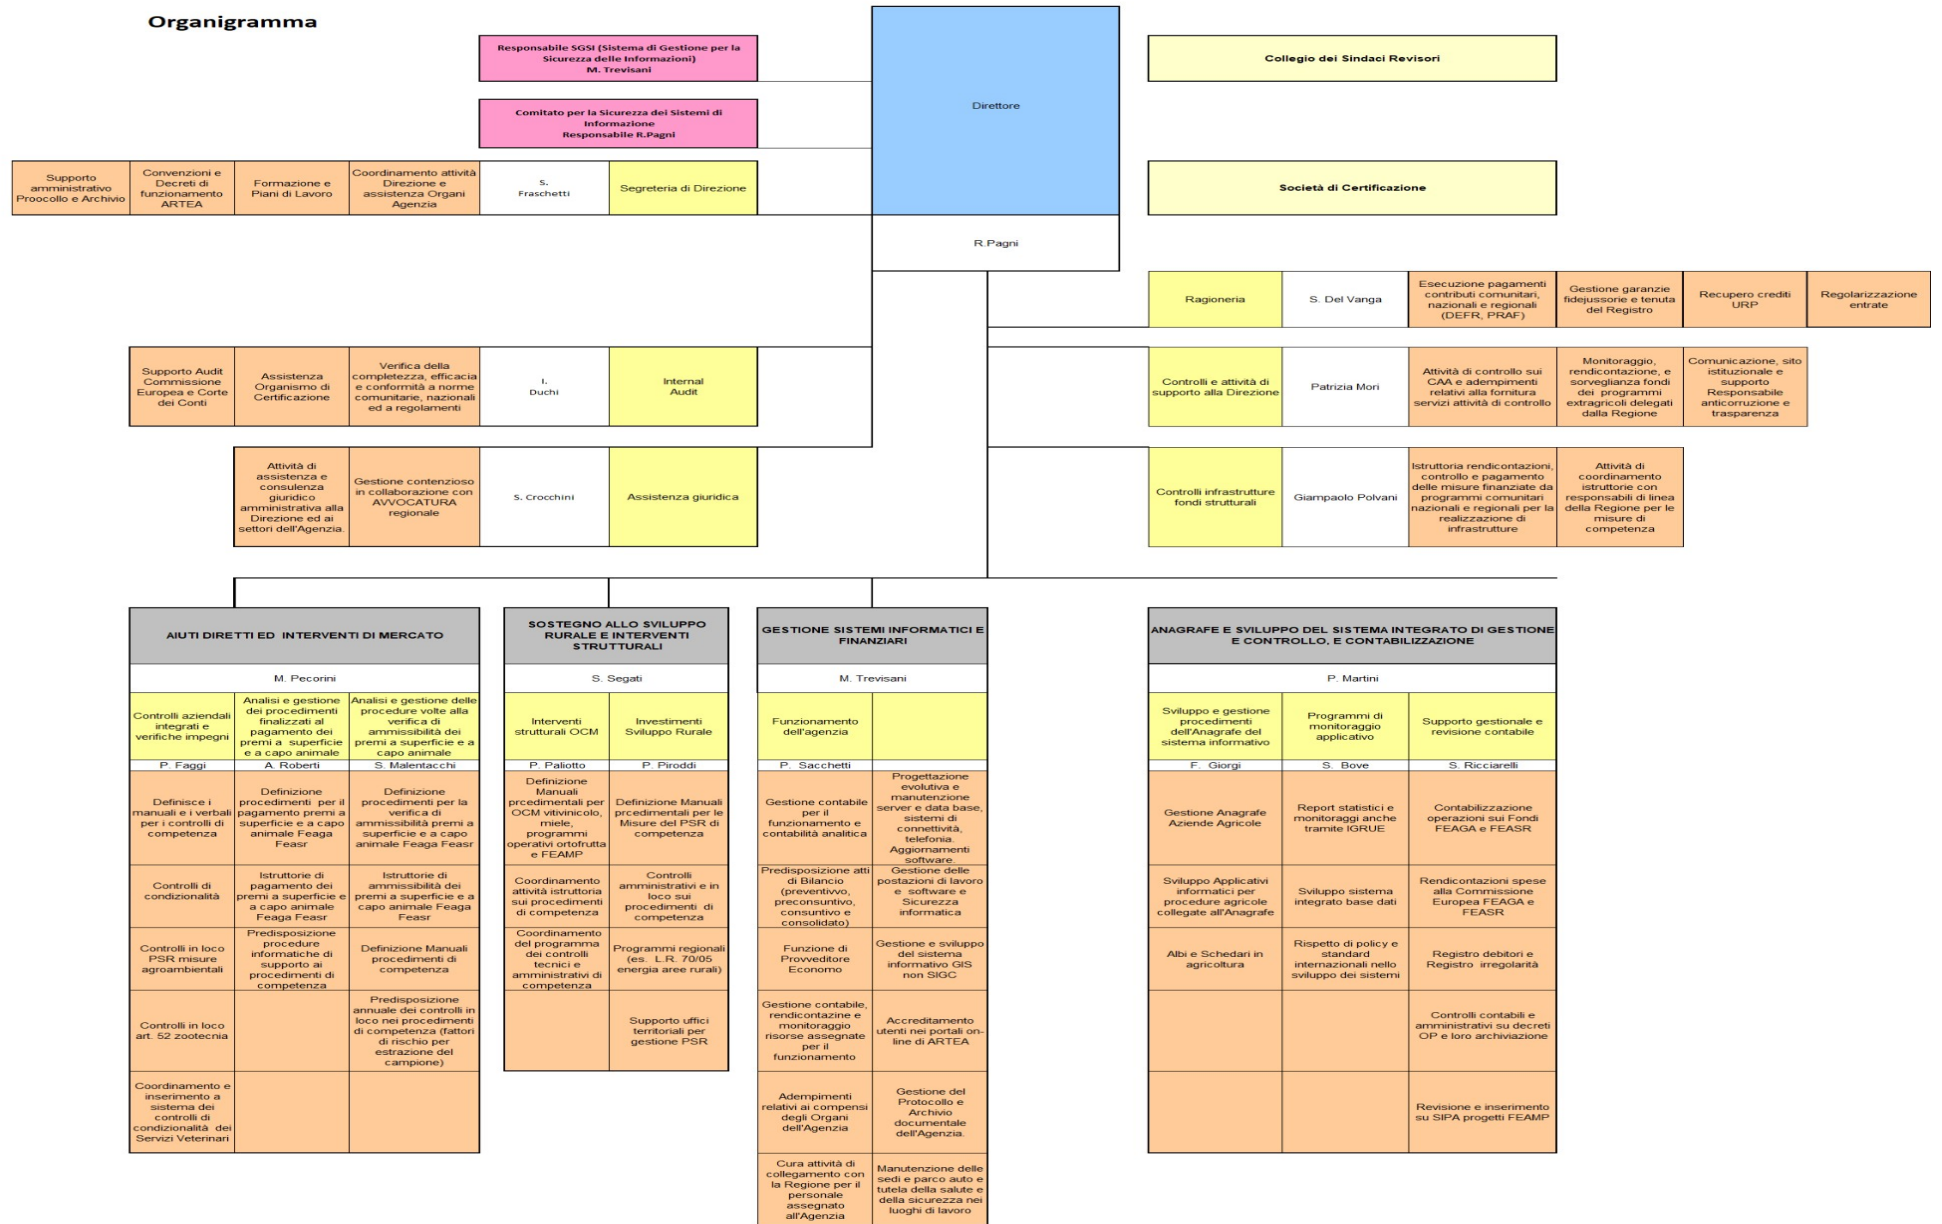 Organigramma
Responsabile SGSI (Sistema di Gestione per la
Sicurezza delle Informazioni)
M. Trevisani
Collegio dei Sindaci Revisori
Direttore
Comitato per la Sicurezza dei Sistemi di
Informazione
Responsabile R.Pagni
Supporto
amministrativo
Proocollo e Archivio
Convenzioni e
Decreti di
funzionamento
ARTEA
Formazione e
Piani di Lavoro
Coordinamento attività
Direzione e
assistenza Organi
Agenzia
S.
Fraschetti
Segreteria di Direzione
Società di Certificazione
R.Pagni
Ragioneria
S. Del Vanga
Esecuzione pagamenti
contributi comunitari,
nazionali e regionali
(DEFR, PRAF)
Gestione garanzie
fidejussorie e tenuta
del Registro
Recupero crediti
URP
Regolarizzazione
entrate
Supporto Audit
Commissione
Europea e Corte
dei Conti
Assistenza
Organismo di
Certificazione
Verifica della
completezza, efficacia
e conformità a norme
comunitarie, nazionali
ed a regolamenti
I.
Duchi
Internal
Audit
Controlli e attività di
supporto alla Direzione
Patrizia Mori
Attività di controllo sui
CAA e adempimenti
relativi alla fornitura
servizi attività di controllo
Monitoraggio,
rendicontazione, e
sorveglianza fondi
dei programmi
extragricoli delegati
dalla Regione
Comunicazione, sito
istituzionale e
supporto
Responsabile
anticorruzione e
trasparenza
Attività di
assistenza e
consulenza
giuridico
amministrativa alla
Direzione ed ai
settori dell'Agenzia.
Gestione contenzioso
in collaborazione con
AVVOCATURA
regionale
S. Crocchini
Assistenza giuridica
Controlli infrastrutture
fondi strutturali
Giampaolo Polvani
Istruttoria rendicontazioni,
controllo e pagamento
delle misure finanziate da
programmi comunitari
nazionali e regionali per la
realizzazione di
infrastrutture
Attività di
coordinamento
istruttorie con
responsabili di linea
della Regione per le
misure di
competenza
AIUTI DIRETTI ED INTERVENTI DI MERCATO
M. Pecorini
Controlli aziendali
integrati e
verifiche impegni
Analisi e gestione
dei procedimenti
finalizzati al
pagamento dei
premi a superficie
e a capo animale
Analisi e gestione delle
procedure volte alla
verifica di
ammissibilità dei
premi a superficie e a
capo animale
P. Faggi
A. Roberti
S. Malentacchi
Definisce i
manuali e i verbali
per i controlli di
competenza
Definizione
procedimenti per il
pagamento premi a
superficie e a capo
animale Feaga
Feasr
Definizione
procedimenti per la
verifica di
ammissibilità premi a
superficie e a capo
animale Feaga Feasr
Controlli di
condizionalità
Istruttorie di
pagamento dei
premi a superficie e
a capo animale
Feaga Feasr
Istruttorie di
ammissibilità dei
premi a superficie e a
capo animale Feaga
Feasr
Controlli in loco
PSR misure
agroambientali
Predisposizione
procedure
informatiche di
supporto ai
procedimenti di
competenza
Definizione Manuali
procedimenti di
competenza
Controlli in loco
art. 52 zootecnia
Predisposizione
annuale dei controlli in
loco nei procedimenti
di competenza (fattori
di rischio per
estrazione del
campione)
Coordinamento e
inserimento a
sistema dei
controlli di
condizionalità dei
Servizi Veterinari
SOSTEGNO ALLO SVILUPPO
RURALE E INTERVENTI
STRUTTURALI
S. Segati
Interventi
strutturali OCM
Investimenti
Sviluppo Rurale
P. Paliotto
P. Piroddi
Definizione
Manuali
prcedimentali per
OCM vitivinicolo,
miele,
programmi
operativi ortofrutta
e FEAMP
Definizione Manuali
prcedimentali per le
Misure del PSR di
competenza
Coordinamento
attività istruttoria
sui procedimenti
di competenza
Controlli
amministrativi e in
loco sui
procedimenti di
competenza
Coordinamento
del programma
dei controlli
tecnici e
amministrativi di
competenza
Programmi regionali
(es. L.R. 70/05
energia aree rurali)
Supporto uffici
territoriali per
gestione PSR
GESTIONE SISTEMI INFORMATICI E
FINANZIARI
M. Trevisani
Funzionamento
dell'agenzia
P. Sacchetti
Gestione contabile
per il
funzionamento e
contabilità analitica
Progettazione
evolutiva e
manutenzione
server e data base,
sistemi di
connettività,
telefonia.
Aggiornamenti
software.
Predisposizione atti
di Bilancio
(preventivvo,
preconsuntivo,
consuntivo e
consolidato)
Gestione delle
postazioni di lavoro
e software e
Sicurezza
informatica
Funzione di
Provveditore
Economo
Gestione e sviluppo
del sistema
informativo GIS
non SIGC
Gestione contabile,
rendicontazine e
monitoraggio
risorse assegnate
per il
funzionamento
Accreditamento
utenti nei portali on-
line di ARTEA
Adempimenti
relativi ai compensi
degli Organi
dell'Agenzia
Gestione del
Protocollo e
Archivio
documentale
dell'Agenzia.
Cura attività di
collegamento con
la Regione per il
personale
assegnato
all'Agenzia
Manutenzione delle
sedi e parco auto e
tutela della salute e
della sicurezza nei
luoghi di lavoro
ANAGRAFE E SVILUPPO DEL SISTEMA INTEGRATO DI GESTIONE
E CONTROLLO, E CONTABILIZZAZIONE
P. Martini
Sviluppo e gestione
procedimenti
dell'Anagrafe del
sistema informativo
Programmi di
monitoraggio
applicativo
Supporto gestionale e
revisione contabile
F. Giorgi
S. Bove
S. Ricciarelli
Gestione Anagrafe
Aziende Agricole
Report statistici e
monitoraggi anche
tramite IGRUE
Contabilizzazione
operazioni sui Fondi
FEAGA e FEASR
Sviluppo Applicativi
informatici per
procedure agricole
collegate all'Anagrafe
Sviluppo sistema
integrato base dati
Rendicontazioni spese
alla Commissione
Europea FEAGA e
FEASR
Albi e Schedari in
agricoltura
Rispetto di policy e
standard
internazionali nello
sviluppo dei sistemi
Registro debitori e
Registro irregolarità
Controlli contabili e
amministrativi su decreti
OP e loro archiviazione
Revisione e inserimento
su SIPA progetti FEAMP